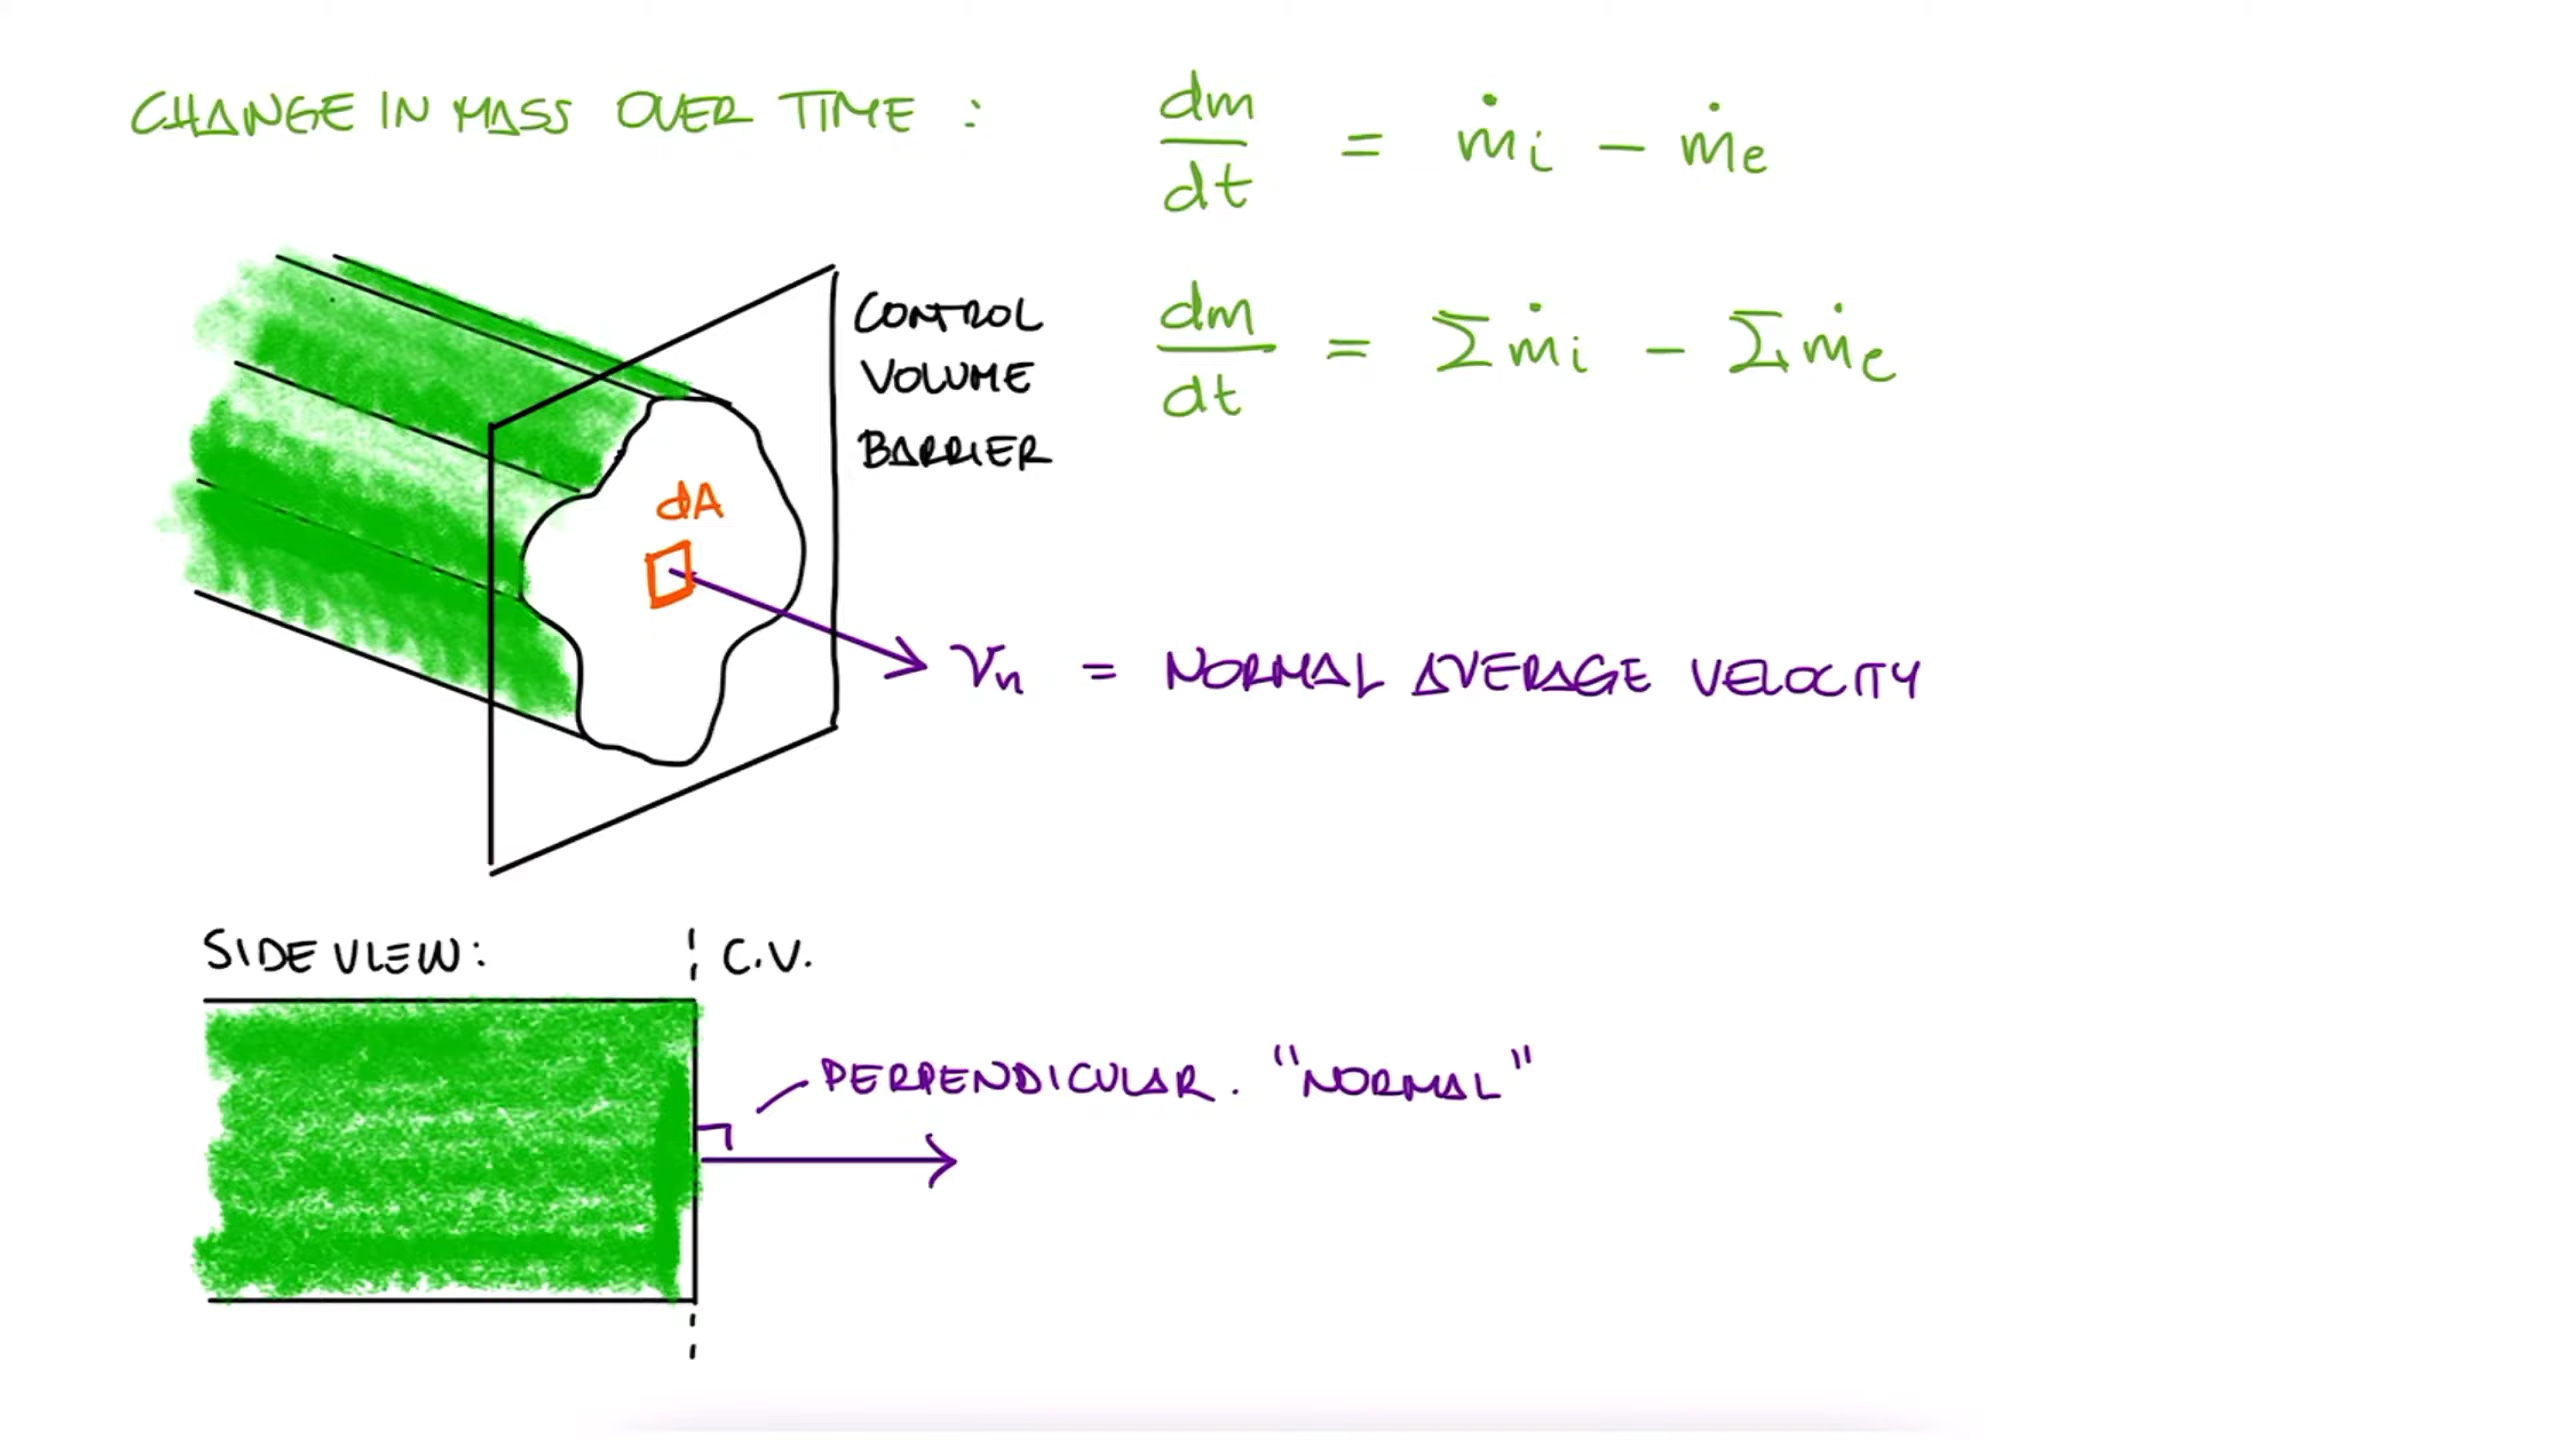 CHANGE IN MASS OVER TIME :
dm/dt = ṁi − ṁe
CONTROL
VOLUME
BARRIER
dm/dt = Σṁi − Σṁe
dA
Vn = NORMAL AVERAGE VELOCITY
SIDE VIEW:
C.V.
PERPENDICULAR. "NORMAL"